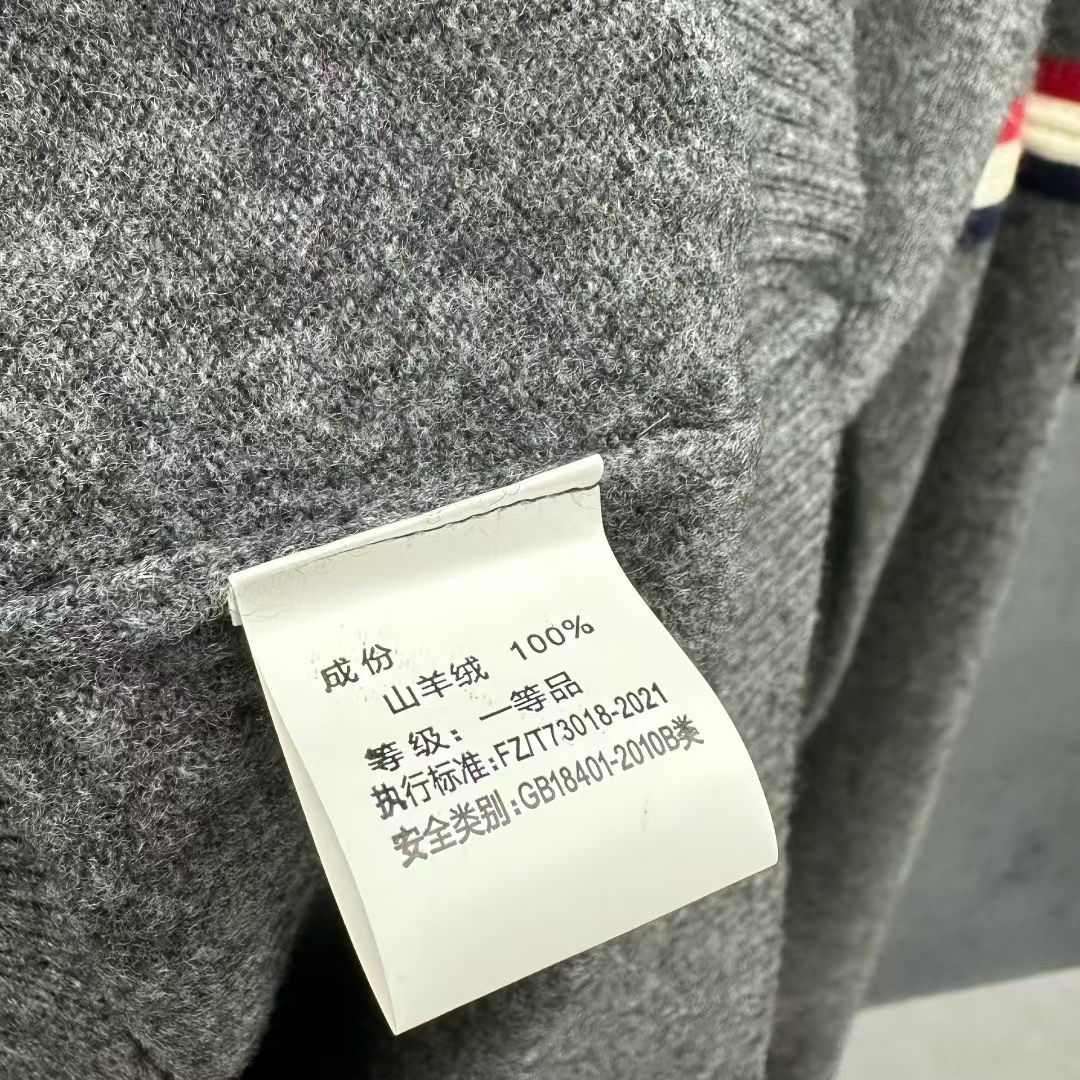 成份
山羊绒 100%
等级: 一等品
执行标准:FZ/T73018-2021
安全类别:GB18401-2010B类